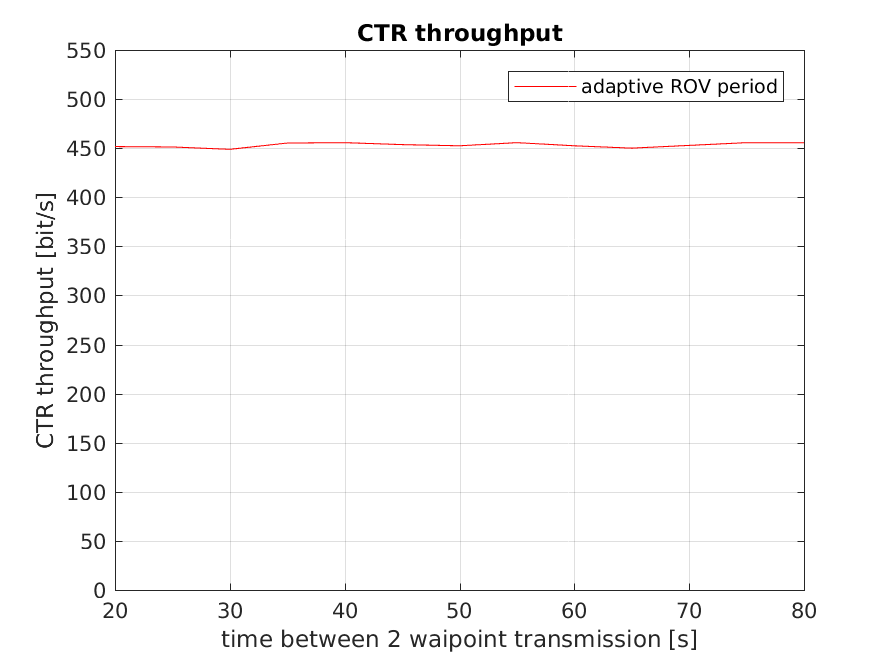 CTR throughput
adaptive ROV period
CTR throughput [bit/s]
550
500
450
400
350
300
250
200
150
100
50
0
20 30 40 50 60 70 80
time between 2 waipoint transmission [s]